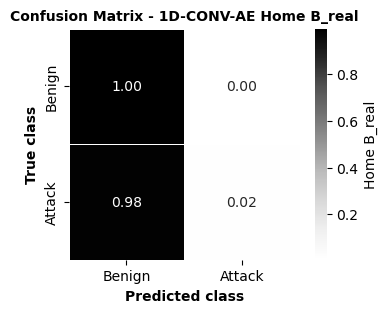 Confusion Matrix - 1D-CONV-AE Home B_real
True class
Benign
1.00
0.00
Attack
0.98
0.02
Benign
Attack
Predicted class
0.8
0.6
0.4
0.2
Home B_real